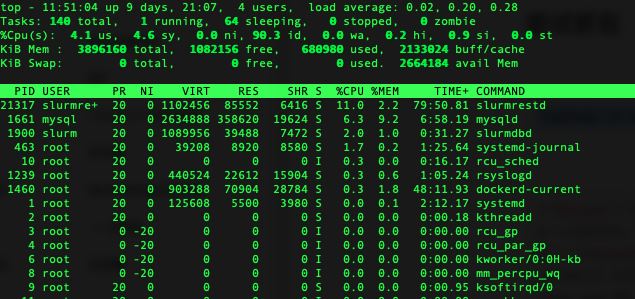 top - 11:51:04 up 9 days, 21:07,  4 users,  load average: 0.02, 0.20, 0.28
Tasks: 140 total,   1 running,  64 sleeping,   0 stopped,   0 zombie
%Cpu(s):  4.1 us,  4.6 sy,  0.0 ni, 90.3 id,  0.0 wa,  0.2 hi,  0.9 si,  0.0 st
KiB Mem :  3896160 total,  1082156 free,   680980 used,  2133024 buff/cache
KiB Swap:        0 total,        0 free,        0 used.  2664184 avail Mem
PID USER      PR  NI    VIRT    RES    SHR S  %CPU %MEM     TIME+ COMMAND
21317 slurmre+  20   0 1102456  85552   6416 S  11.0  2.2  79:50.81 slurmrestd
1661 mysql     20   0 2634888 358620  19624 S   6.3  9.2   6:58.19 mysqld
1900 slurm     20   0 1089956  39488   7472 S   2.0  1.0   0:31.27 slurmdbd
463 root      20   0   39208   8920   8580 S   1.7  0.2   1:25.64 systemd-journal
10 root      20   0       0      0      0 I   0.3  0.0   0:16.17 rcu_sched
1239 root      20   0  440524  22612  15904 S   0.3  0.6   1:05.24 rsyslogd
1460 root      20   0  903288  70904  28784 S   0.3  1.8  48:11.93 dockerd-current
1 root      20   0  125608   5500   3980 S   0.0  0.1   2:12.17 systemd
2 root      20   0       0      0      0 S   0.0  0.0   0:00.18 kthreadd
3 root       0 -20       0      0      0 I   0.0  0.0   0:00.00 rcu_gp
4 root       0 -20       0      0      0 I   0.0  0.0   0:00.00 rcu_par_gp
6 root       0 -20       0      0      0 I   0.0  0.0   0:00.00 kworker/0:0H-kb
8 root       0 -20       0      0      0 I   0.0  0.0   0:00.00 mm_percpu_wq
9 root      20   0       0      0      0 S   0.0  0.0   0:00.95 ksoftirqd/0